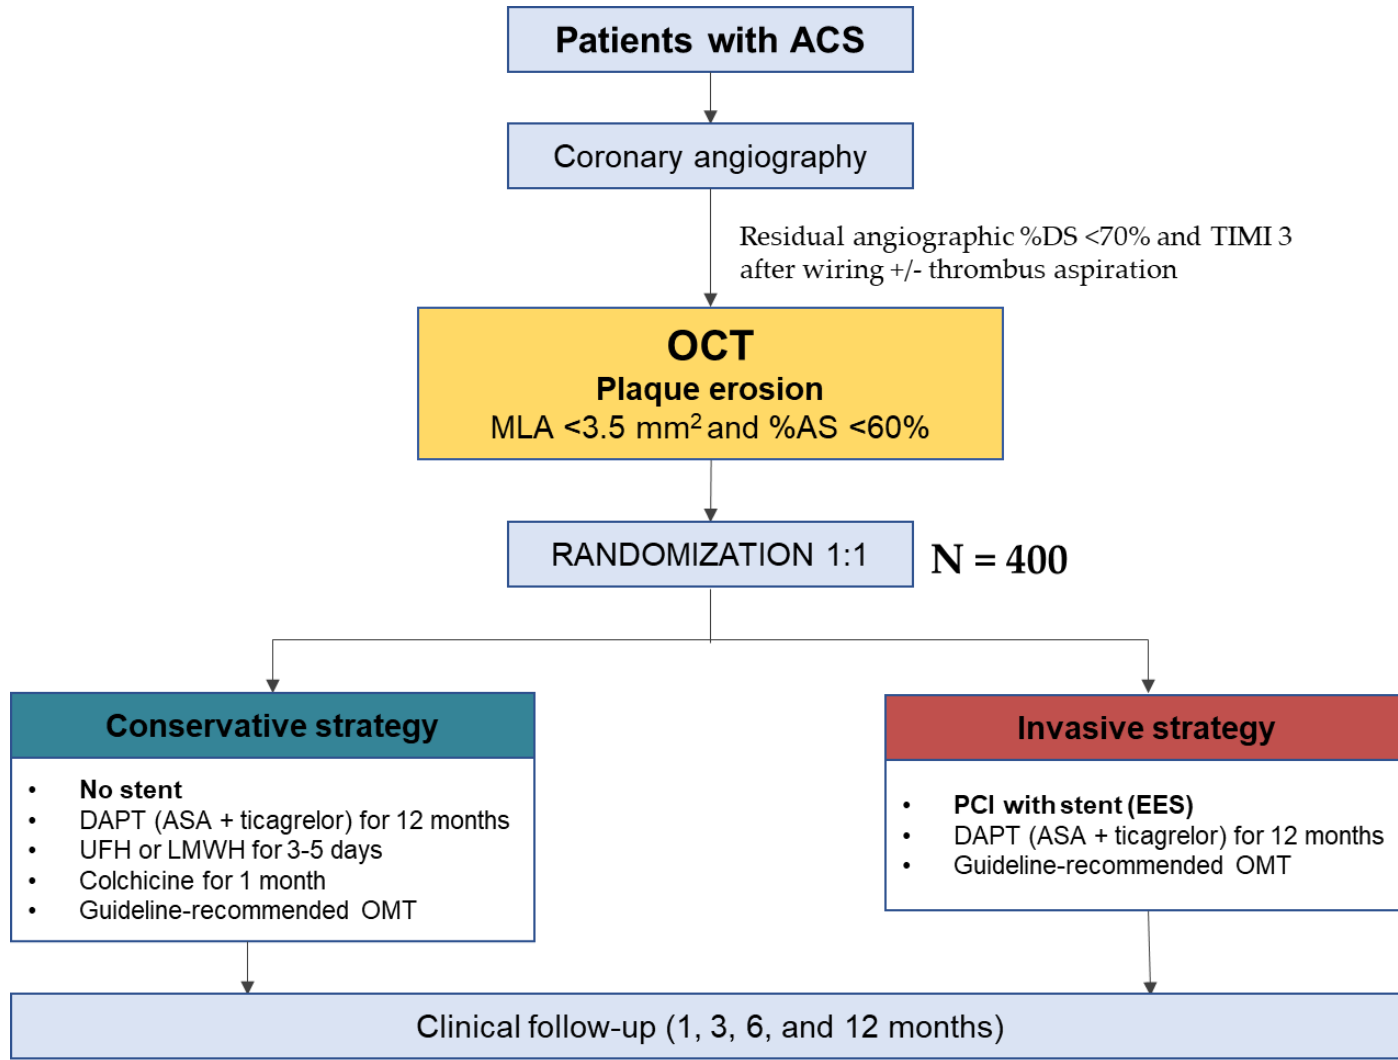 Patients with ACS
Coronary angiography
Residual angiographic %DS <70% and TIMI 3
after wiring +/- thrombus aspiration
OCT
Plaque erosion
MLA <3.5 mm² and %AS <60%
RANDOMIZATION 1:1
N = 400
Conservative strategy
• No stent
• DAPT (ASA + ticagrelor) for 12 months
• UFH or LMWH for 3-5 days
• Colchicine for 1 month
• Guideline-recommended OMT
Invasive strategy
• PCI with stent (EES)
• DAPT (ASA + ticagrelor) for 12 months
• Guideline-recommended OMT
Clinical follow-up (1, 3, 6, and 12 months)